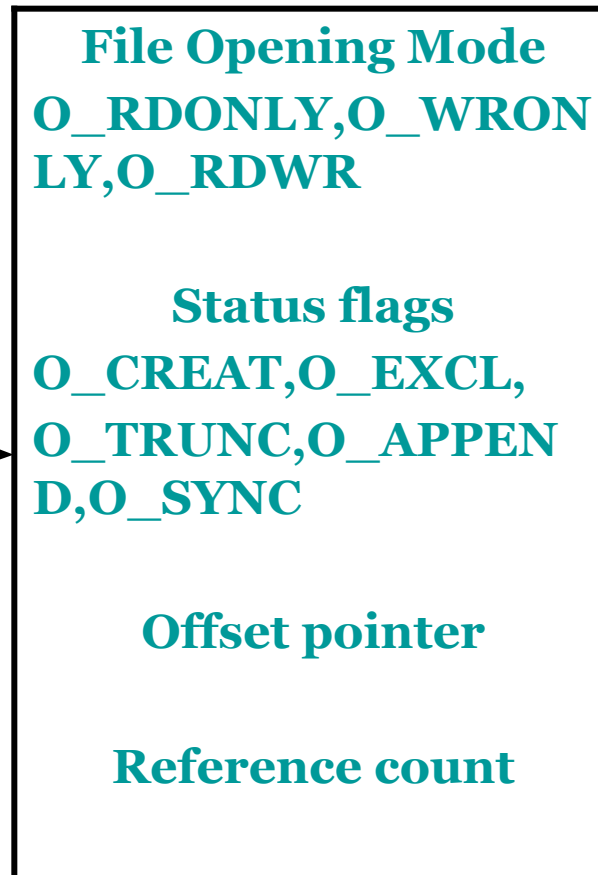 File Opening Mode
O_RDONLY,O_WRON
LY,O_RDWR
Status flags
O_CREAT,O_EXCL,
O_TRUNC,O_APPEN
D,O_SYNC
Offset pointer
Reference count